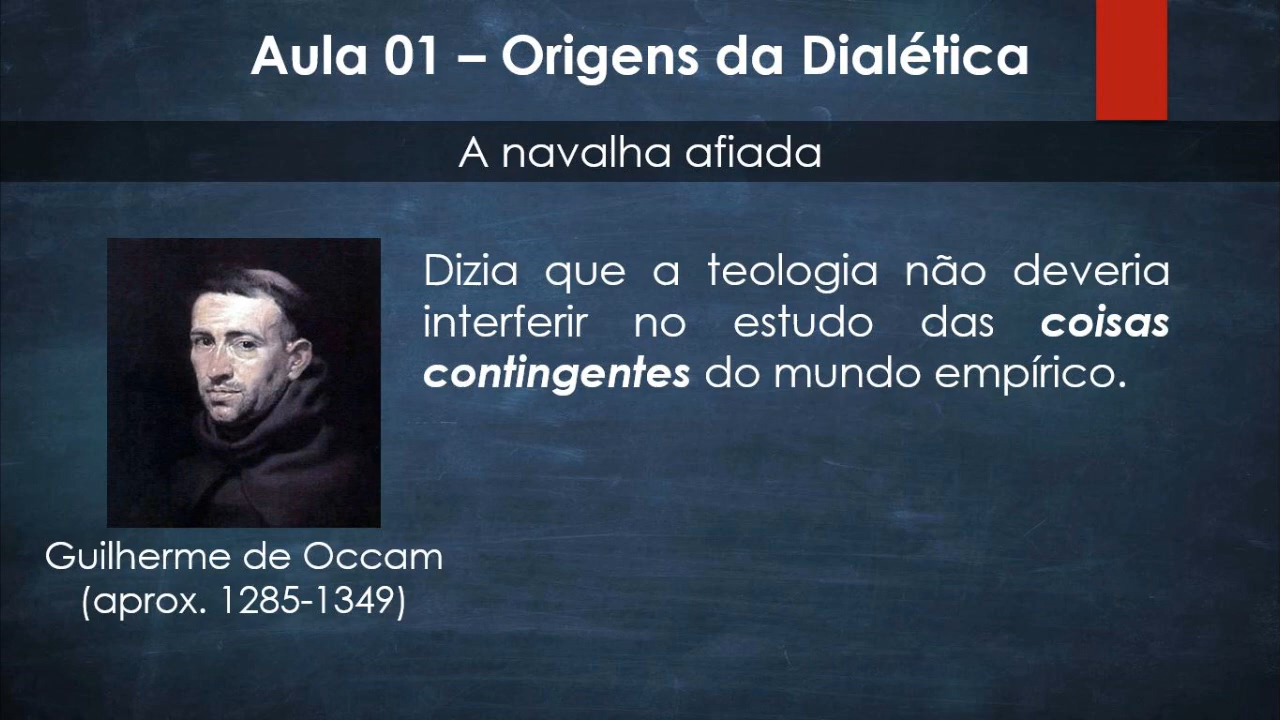 Aula 01 – Origens da Dialética
A navalha afiada
Dizia que a teologia não deveria
interferir no estudo das coisas
contingentes do mundo empírico.
Guilherme de Occam
(aprox. 1285-1349)